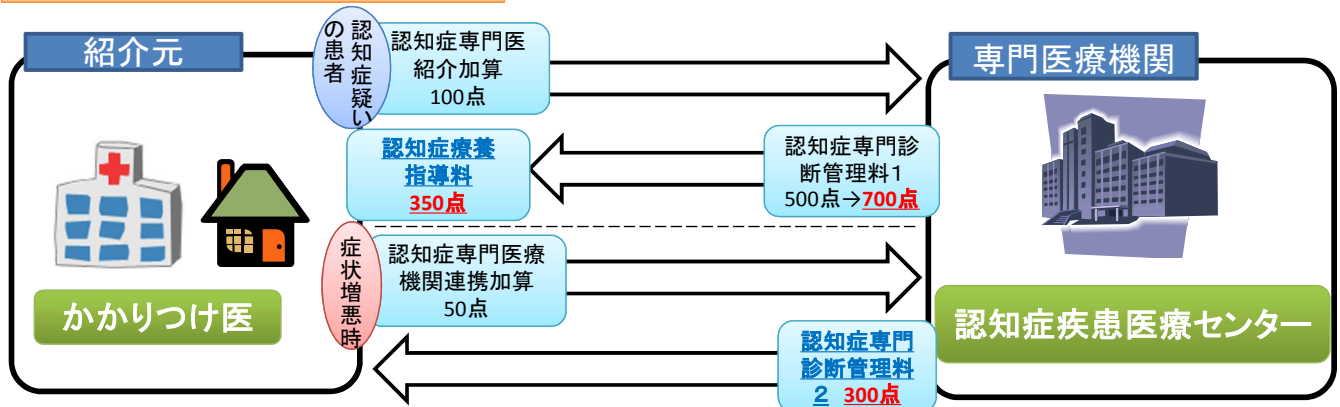 紹介元
認知症疑い
の患者
認知症専門医
紹介加算
100点
専門医療機関
認知症療養
指導料
350点
認知症専門診
断管理料1
500点→700点
症状増悪時
認知症専門医療
機関連携加算
50点
かかりつけ医
認知症疾患医療センター
認知症専門
診断管理料
２ 300点